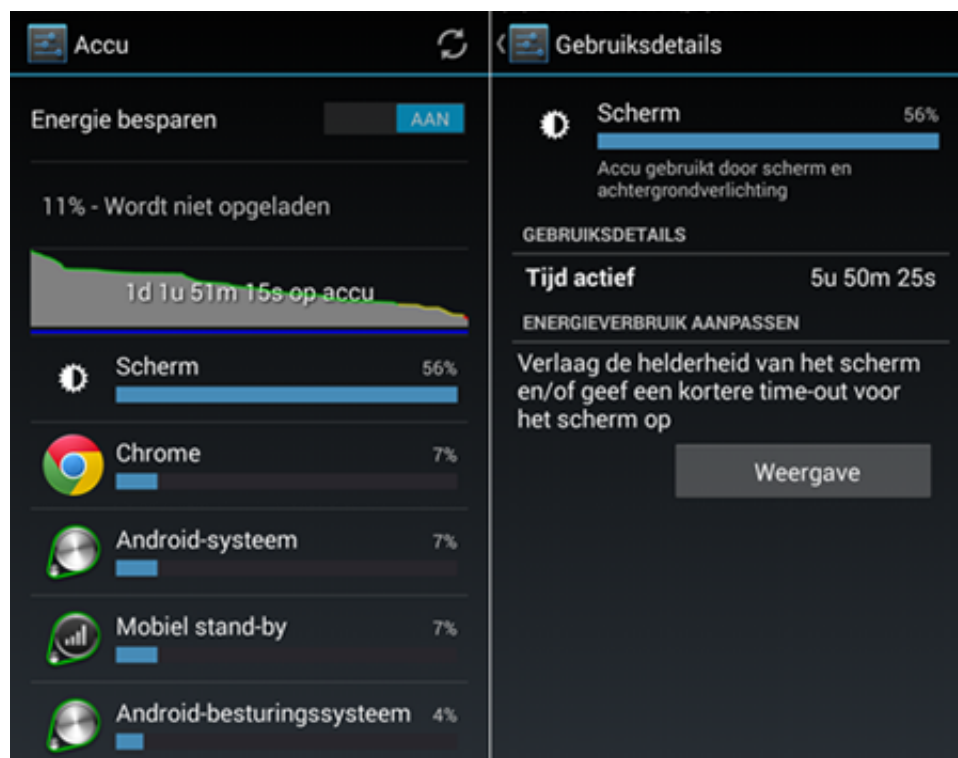 Accu
Energie besparen
AAN
11% - Wordt niet opgeladen
1d 1u 51m 15s op accu
Scherm 56%
Chrome 7%
Android-systeem 7%
Mobiel stand-by 7%
Android-besturingssysteem 4%
Gebruiksdetails
Scherm 56%
Accu gebruikt door scherm en
achtergrondverlichting
GEBRUIKSDETAILS
Tijd actief 5u 50m 25s
ENERGIEVERBRUIK AANPASSEN
Verlaag de helderheid van het scherm
en/of geef een kortere time-out voor
het scherm op
Weergave